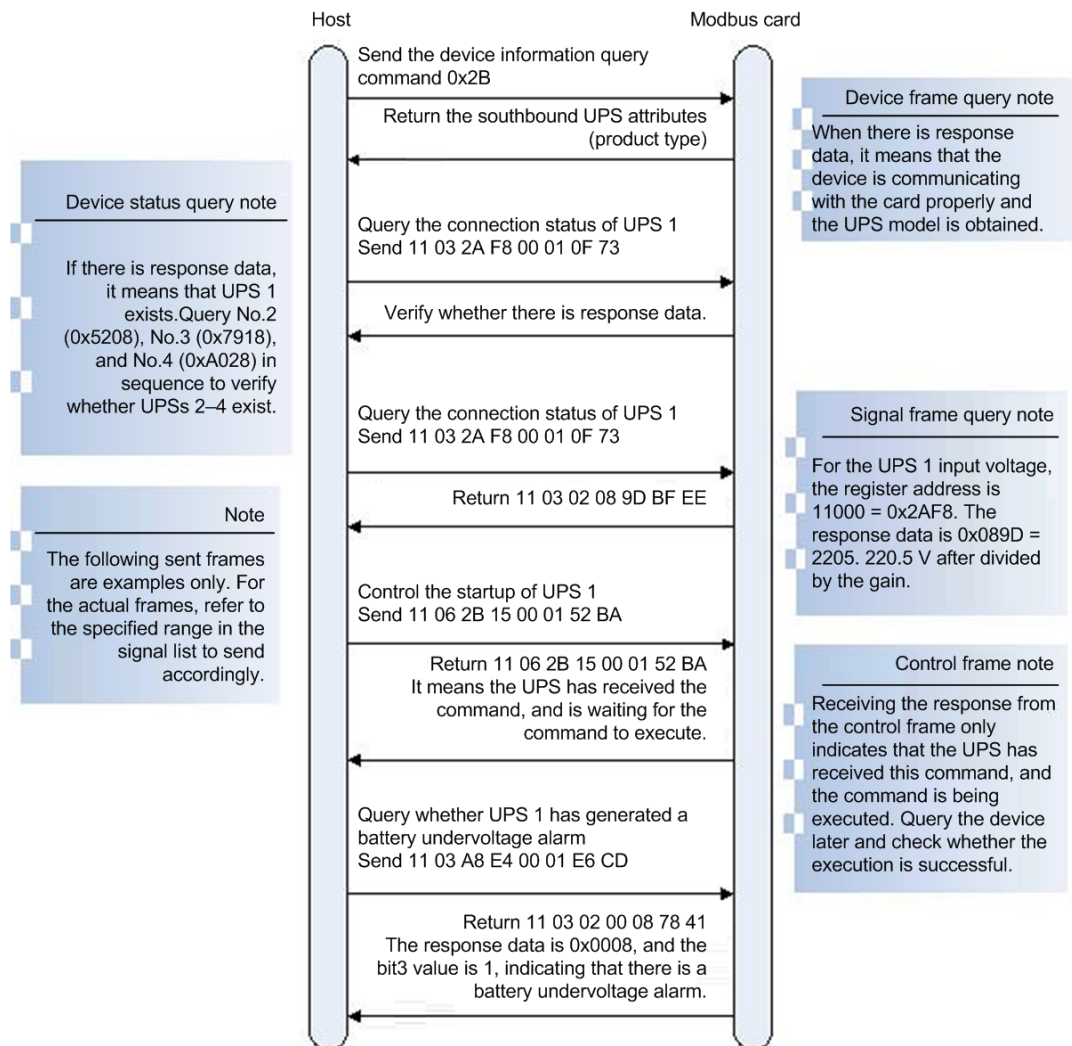 Host
Modbus card
Send the device information query
command 0x2B
Return the southbound UPS attributes
(product type)
Device frame query note
When there is response
data, it means that the
device is communicating
with the card properly and
the UPS model is obtained.
Device status query note
If there is response data,
it means that UPS 1
exists.Query No.2
(0x5208), No.3 (0x7918),
and No.4 (0xA028) in
sequence to verify
whether UPSs 2–4 exist.
Query the connection status of UPS 1
Send 11 03 2A F8 00 01 0F 73
Verify whether there is response data.
Query the connection status of UPS 1
Send 11 03 2A F8 00 01 0F 73
Return 11 03 02 08 9D BF EE
Signal frame query note
For the UPS 1 input voltage,
the register address is
11000 = 0x2AF8. The
response data is 0x089D =
2205. 220.5 V after divided
by the gain.
Note
The following sent frames
are examples only. For
the actual frames, refer to
the specified range in the
signal list to send
accordingly.
Control the startup of UPS 1
Send 11 06 2B 15 00 01 52 BA
Return 11 06 2B 15 00 01 52 BA
It means the UPS has received the
command, and is waiting for the
command to execute.
Control frame note
Receiving the response from
the control frame only
indicates that the UPS has
received this command, and
the command is being
executed. Query the device
later and check whether the
execution is successful.
Query whether UPS 1 has generated a
battery undervoltage alarm
Send 11 03 A8 E4 00 01 E6 CD
Return 11 03 02 00 08 78 41
The response data is 0x0008, and the
bit3 value is 1, indicating that there is a
battery undervoltage alarm.